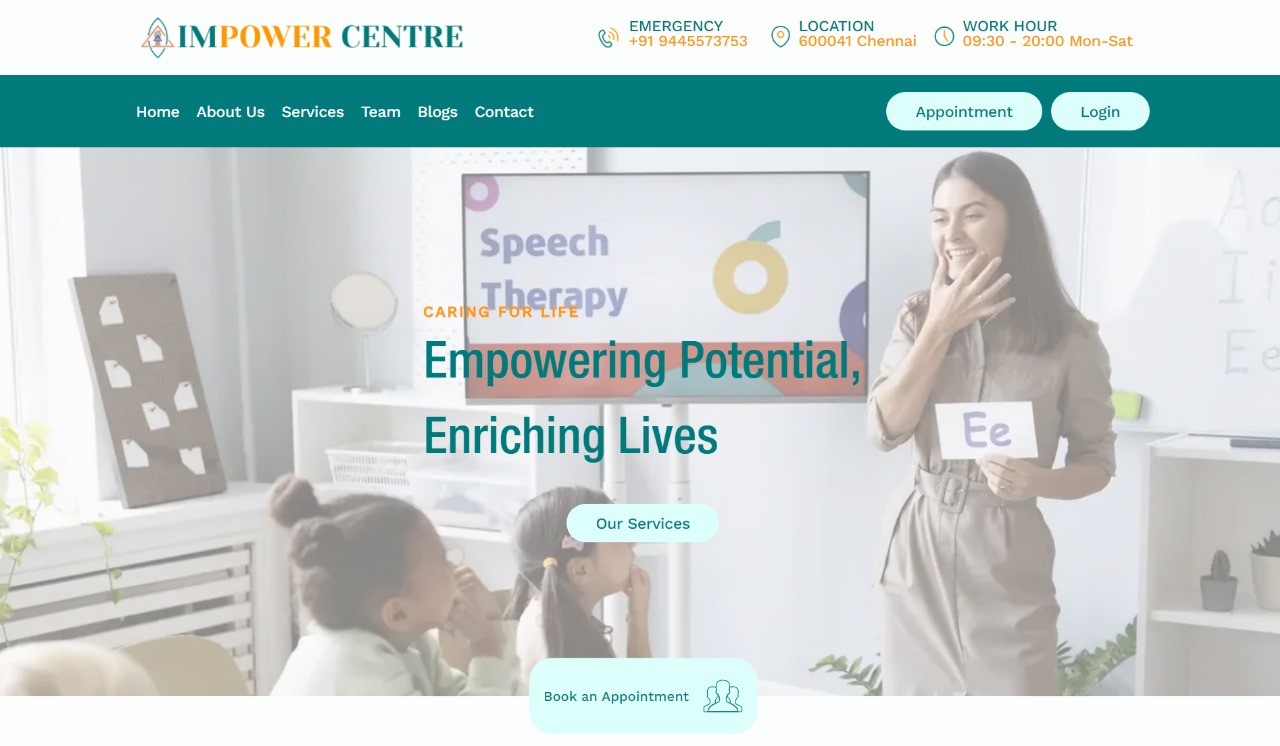 IMPOWER CENTRE
EMERGENCY
+91 9445573753
LOCATION
600041 Chennai
WORK HOUR
09:30 - 20:00 Mon-Sat
Home About Us Services Team Blogs Contact
Appointment Login
Speech
Therapy
CARING FOR LIFE
Empowering Potential,
Enriching Lives
Ee
Our Services
Book an Appointment